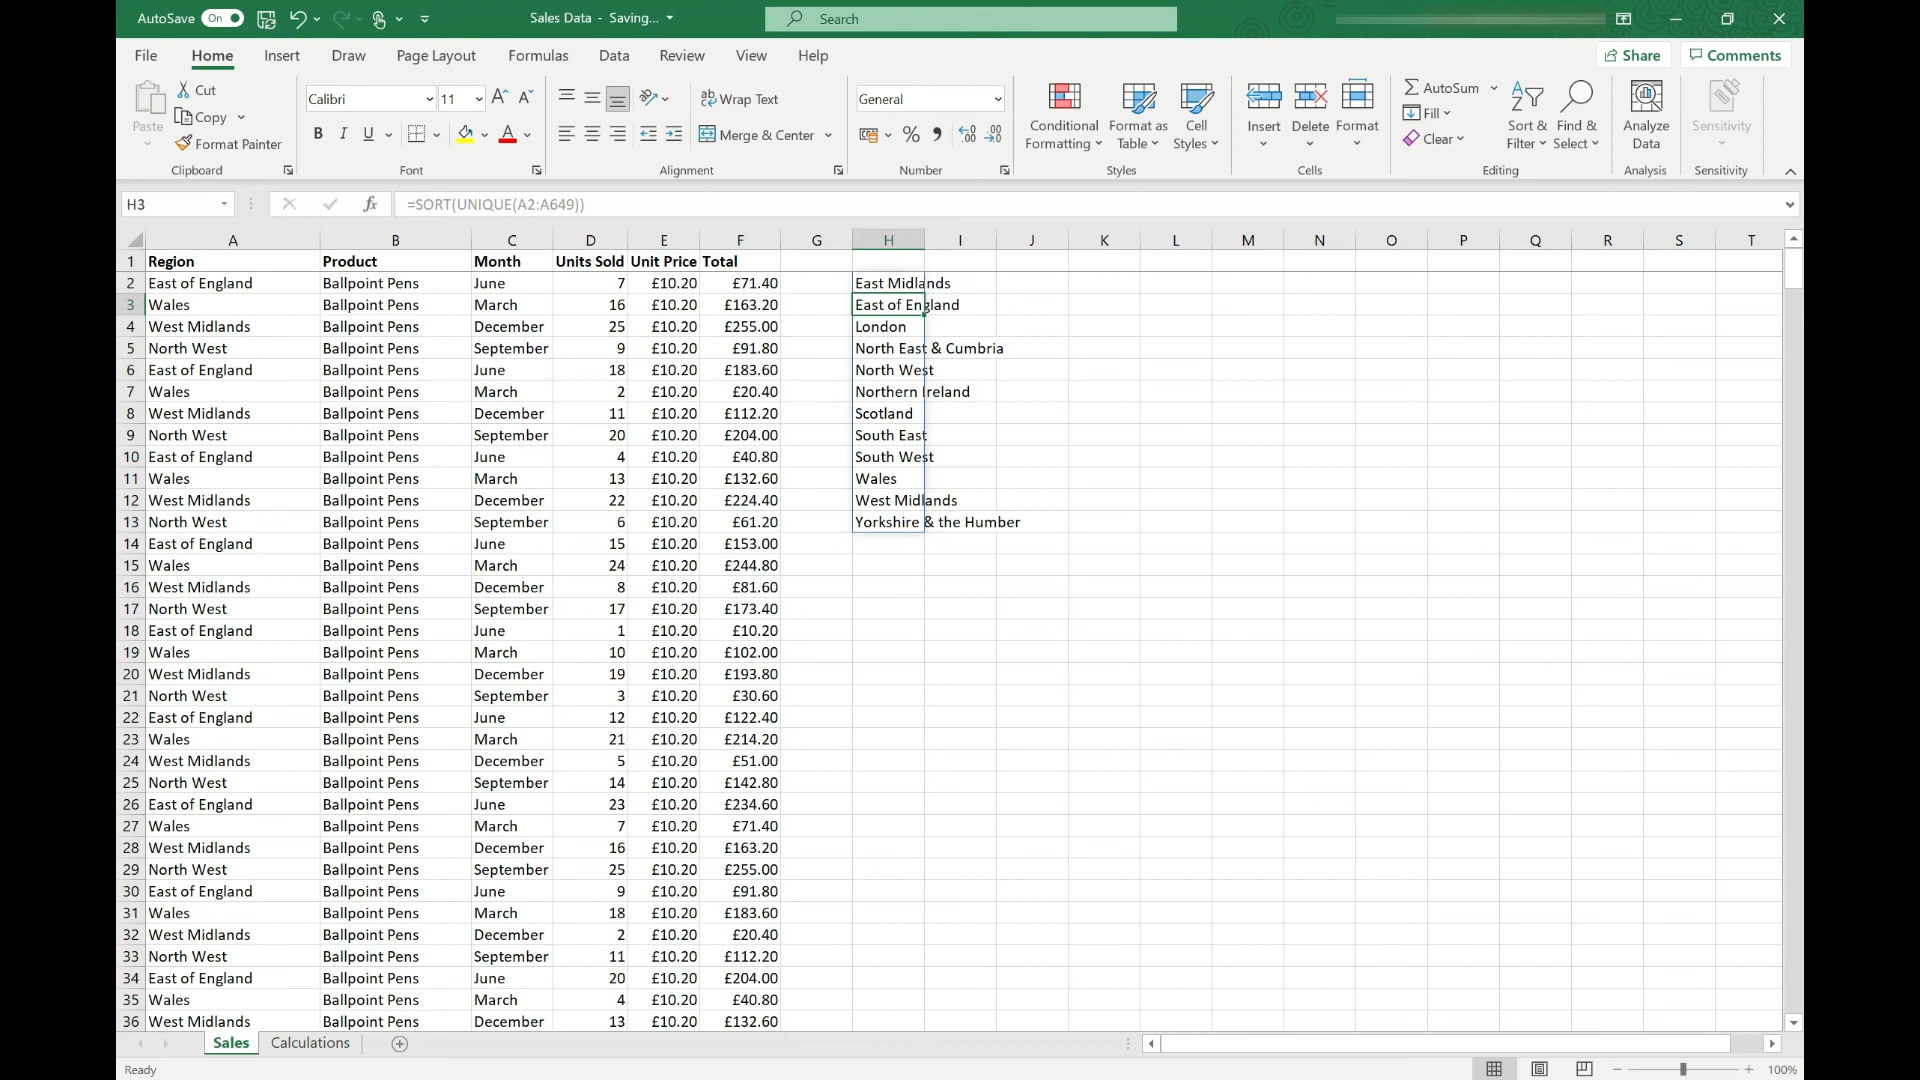 AutoSave On Sales Data - Saving... Search
File Home Insert Draw Page Layout Formulas Data Review View Help Share Comments
Paste Cut Copy Format Painter Clipboard
Calibri 11 B I U A Font
ab Wrap Text Merge & Center Alignment
General % Number
Conditional Formatting Format as Table Cell Styles Styles
Insert Delete Format Cells
AutoSum Fill Clear Sort & Filter Find & Select Editing
Analyze Data Analysis
Sensitivity Sensitivity
H3 fx =SORT(UNIQUE(A2:A649))
A B C D E F G H I J K L M N O P Q R S T
1 Region Product Month Units Sold Unit Price Total
2 East of England Ballpoint Pens June 7 £10.20 £71.40 East Midlands
3 Wales Ballpoint Pens March 16 £10.20 £163.20 East of England
4 West Midlands Ballpoint Pens December 25 £10.20 £255.00 London
5 North West Ballpoint Pens September 9 £10.20 £91.80 North East & Cumbria
6 East of England Ballpoint Pens June 18 £10.20 £183.60 North West
7 Wales Ballpoint Pens March 2 £10.20 £20.40 Northern Ireland
8 West Midlands Ballpoint Pens December 11 £10.20 £112.20 Scotland
9 North West Ballpoint Pens September 20 £10.20 £204.00 South East
10 East of England Ballpoint Pens June 4 £10.20 £40.80 South West
11 Wales Ballpoint Pens March 13 £10.20 £132.60 Wales
12 West Midlands Ballpoint Pens December 22 £10.20 £224.40 West Midlands
13 North West Ballpoint Pens September 6 £10.20 £61.20 Yorkshire & the Humber
14 East of England Ballpoint Pens June 15 £10.20 £153.00
15 Wales Ballpoint Pens March 24 £10.20 £244.80
16 West Midlands Ballpoint Pens December 8 £10.20 £81.60
17 North West Ballpoint Pens September 17 £10.20 £173.40
18 East of England Ballpoint Pens June 1 £10.20 £10.20
19 Wales Ballpoint Pens March 10 £10.20 £102.00
20 West Midlands Ballpoint Pens December 19 £10.20 £193.80
21 North West Ballpoint Pens September 3 £10.20 £30.60
22 East of England Ballpoint Pens June 12 £10.20 £122.40
23 Wales Ballpoint Pens March 21 £10.20 £214.20
24 West Midlands Ballpoint Pens December 5 £10.20 £51.00
25 North West Ballpoint Pens September 14 £10.20 £142.80
26 East of England Ballpoint Pens June 23 £10.20 £234.60
27 Wales Ballpoint Pens March 7 £10.20 £71.40
28 West Midlands Ballpoint Pens December 16 £10.20 £163.20
29 North West Ballpoint Pens September 25 £10.20 £255.00
30 East of England Ballpoint Pens June 9 £10.20 £91.80
31 Wales Ballpoint Pens March 18 £10.20 £183.60
32 West Midlands Ballpoint Pens December 2 £10.20 £20.40
33 North West Ballpoint Pens September 11 £10.20 £112.20
34 East of England Ballpoint Pens June 20 £10.20 £204.00
35 Wales Ballpoint Pens March 4 £10.20 £40.80
36 West Midlands Ballpoint Pens December 13 £10.20 £132.60
Sales Calculations
Ready 100%